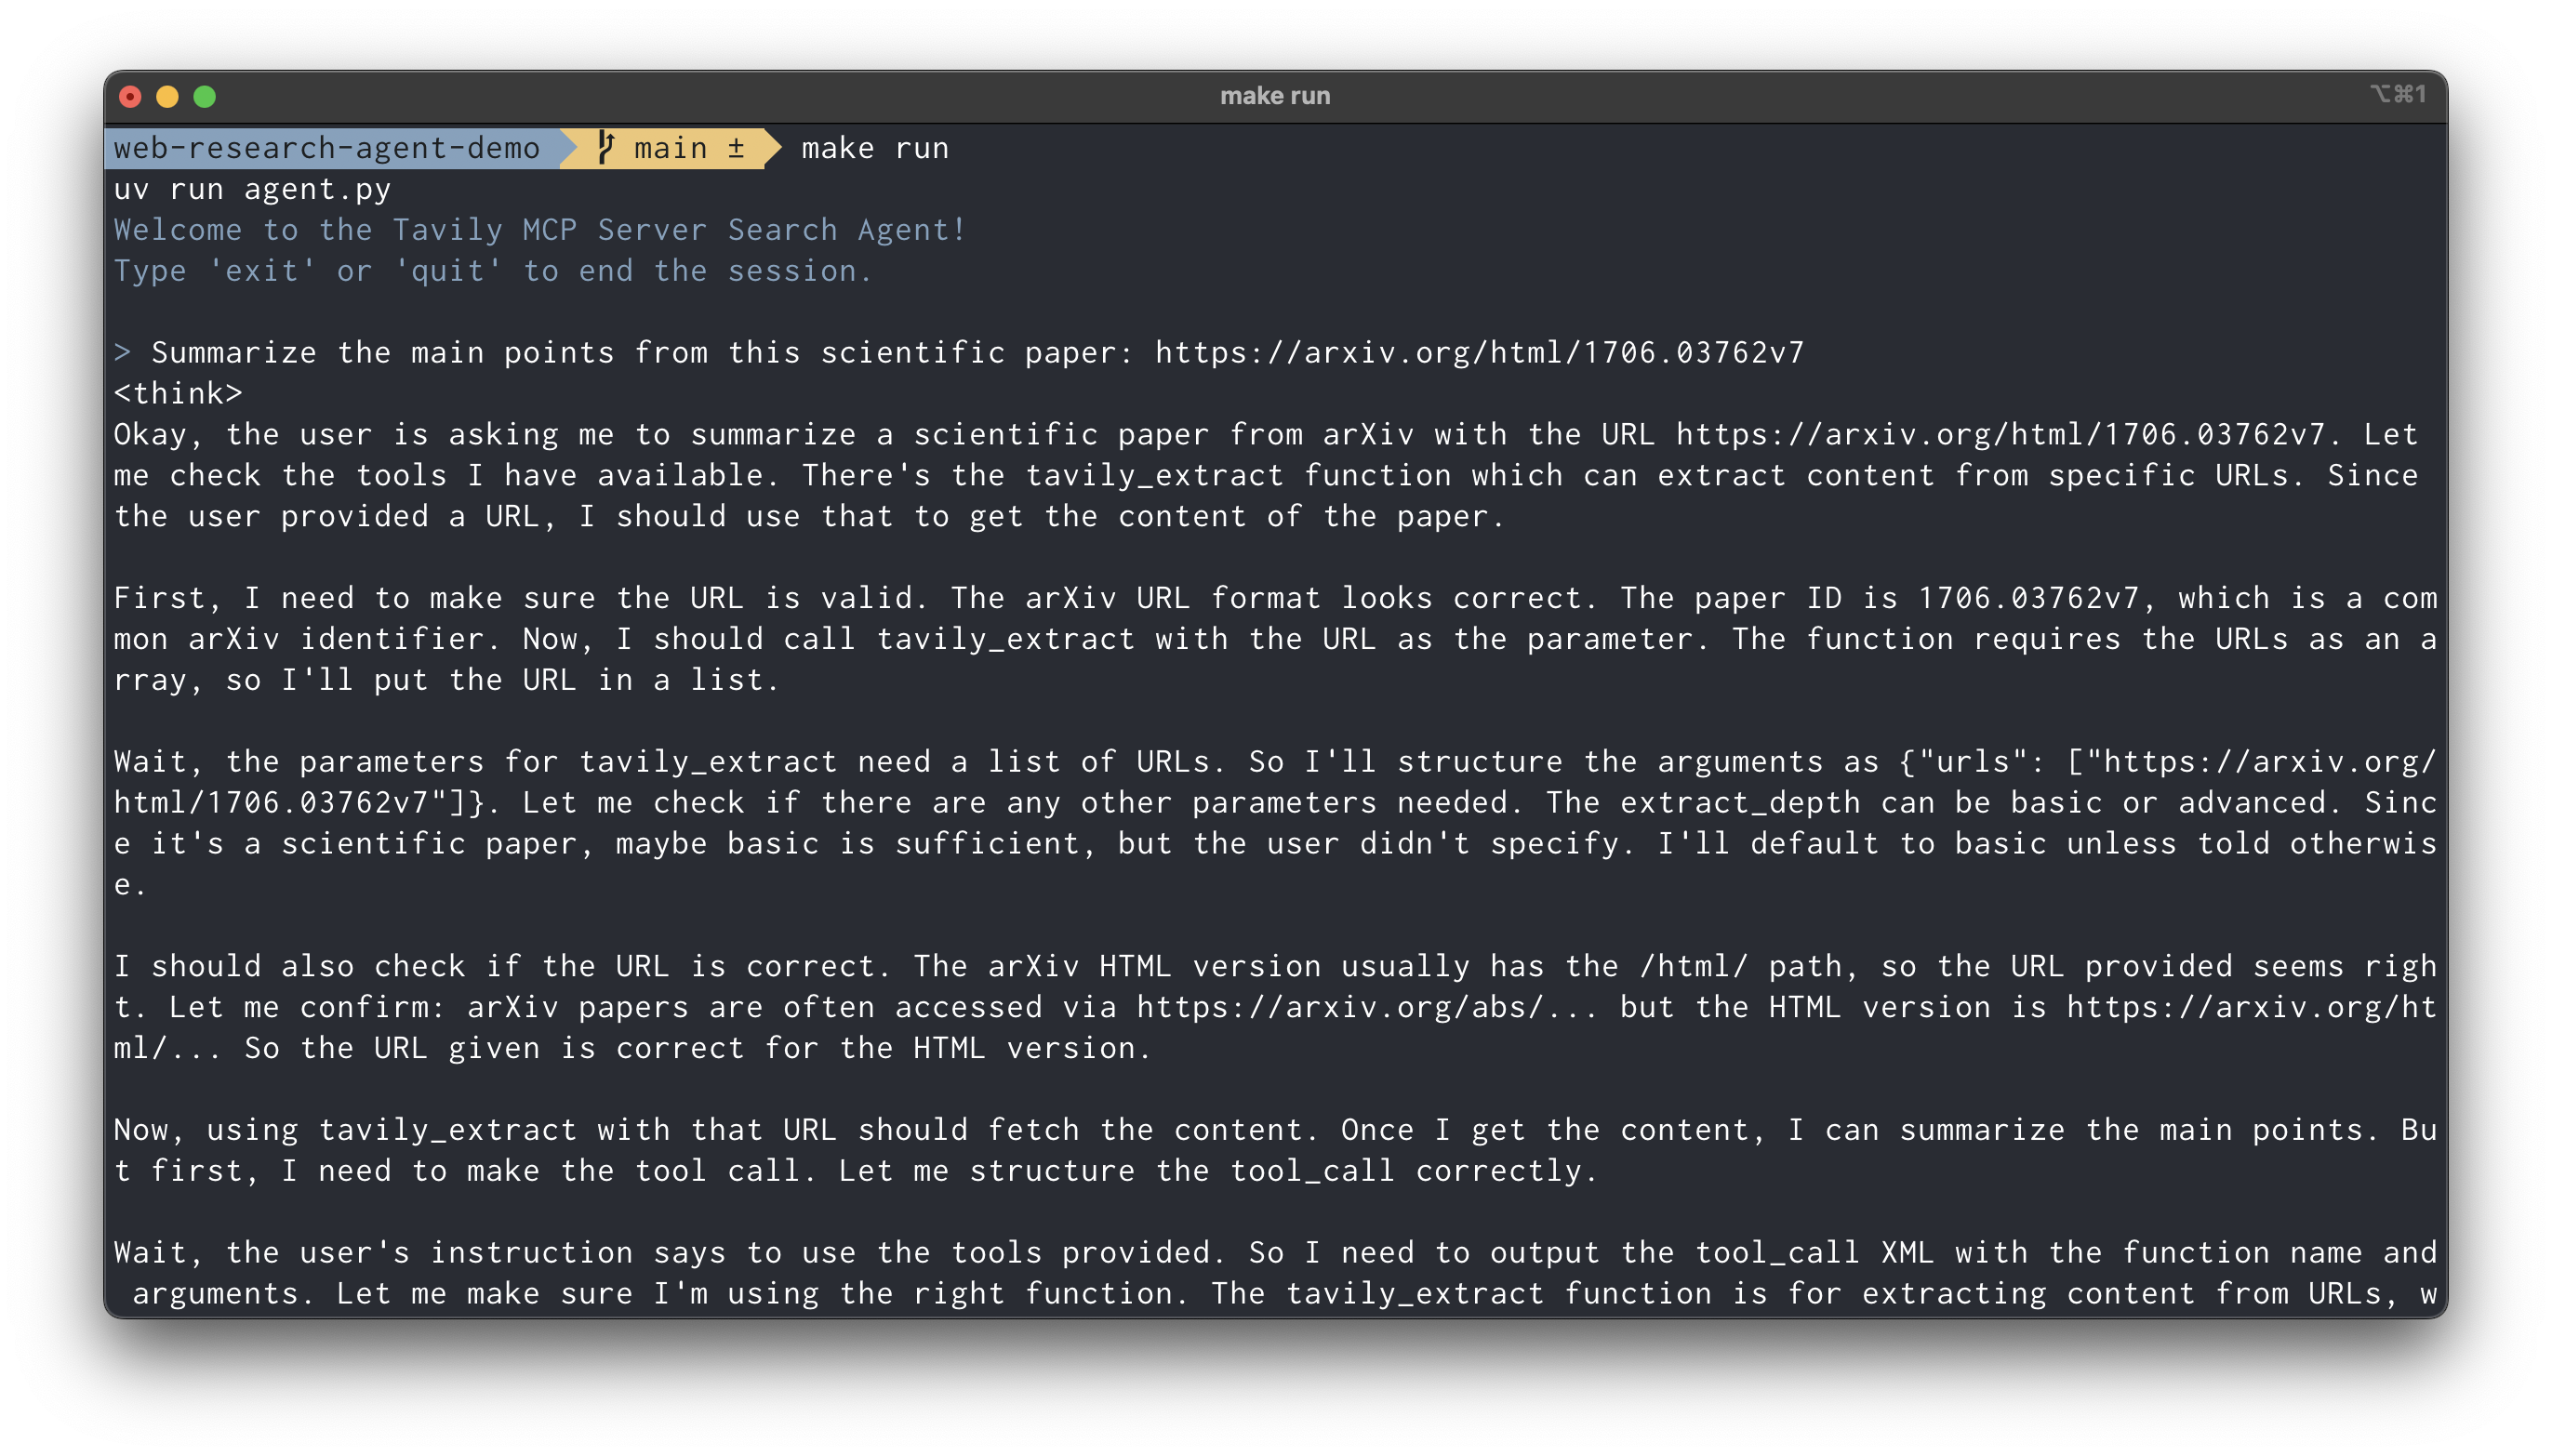 make run
⌥⌘1
web-research-agent-demo main ± make run
uv run agent.py
Welcome to the Tavily MCP Server Search Agent!
Type 'exit' or 'quit' to end the session.
> Summarize the main points from this scientific paper: https://arxiv.org/html/1706.03762v7
<think>
Okay, the user is asking me to summarize a scientific paper from arXiv with the URL https://arxiv.org/html/1706.03762v7. Let
me check the tools I have available. There's the tavily_extract function which can extract content from specific URLs. Since
the user provided a URL, I should use that to get the content of the paper.
First, I need to make sure the URL is valid. The arXiv URL format looks correct. The paper ID is 1706.03762v7, which is a com
mon arXiv identifier. Now, I should call tavily_extract with the URL as the parameter. The function requires the URLs as an a
rray, so I'll put the URL in a list.
Wait, the parameters for tavily_extract need a list of URLs. So I'll structure the arguments as {"urls": ["https://arxiv.org/
html/1706.03762v7"]}. Let me check if there are any other parameters needed. The extract_depth can be basic or advanced. Sinc
e it's a scientific paper, maybe basic is sufficient, but the user didn't specify. I'll default to basic unless told otherwis
e.
I should also check if the URL is correct. The arXiv HTML version usually has the /html/ path, so the URL provided seems righ
t. Let me confirm: arXiv papers are often accessed via https://arxiv.org/abs/... but the HTML version is https://arxiv.org/ht
ml/... So the URL given is correct for the HTML version.
Now, using tavily_extract with that URL should fetch the content. Once I get the content, I can summarize the main points. Bu
t first, I need to make the tool call. Let me structure the tool_call correctly.
Wait, the user's instruction says to use the tools provided. So I need to output the tool_call XML with the function name and
arguments. Let me make sure I'm using the right function. The tavily_extract function is for extracting content from URLs, w